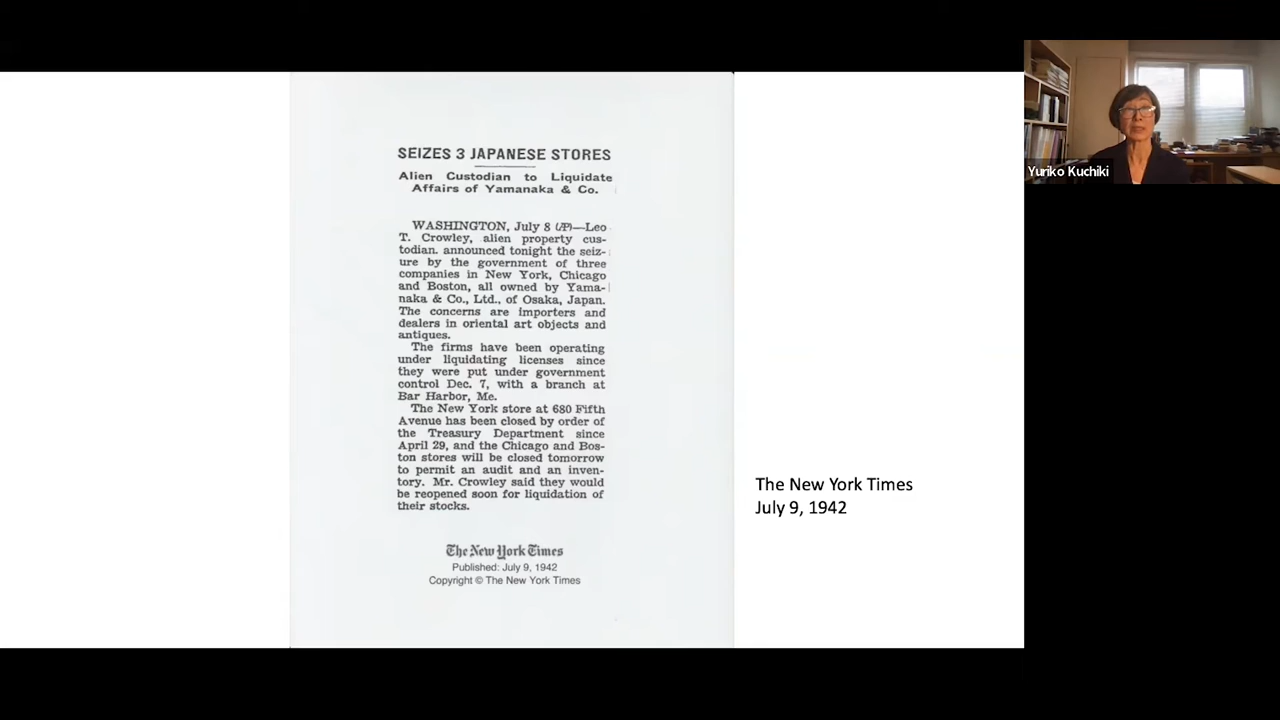 SEIZES 3 JAPANESE STORES
Alien Custodian to Liquidate
Affairs of Yamanaka & Co.
WASHINGTON, July 8 (AP)—Leo
T. Crowley, alien property cus-
todian. announced tonight the seiz-
ure by the government of three
companies in New York, Chicago
and Boston, all owned by Yama-
naka & Co., Ltd., of Osaka, Japan.
The concerns are importers and
dealers in oriental art objects and
antiques.
The firms have been operating
under liquidating licenses since
they were put under government
control Dec. 7, with a branch at
Bar Harbor, Me.
The New York store at 680 Fifth
Avenue has been closed by order of
the Treasury Department since
April 29, and the Chicago and Bos-
ton stores will be closed tomorrow
to permit an audit and an inven-
tory. Mr. Crowley said they would
be reopened soon for liquidation of
their stocks.
The New York Times
Published: July 9, 1942
Copyright © The New York Times
The New York Times
July 9, 1942
Yuriko Kuchiki